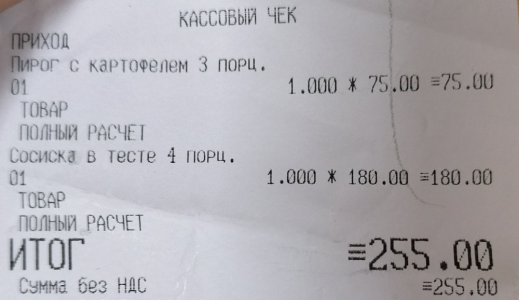 КАССОВЫЙ ЧЕК
ПРИХОД
Пирог с картофелем 3 порц.
01 1.000 * 75.00 ≡75.00
ТОВАР
ПОЛНЫЙ РАСЧЕТ
Сосиска в тесте 4 порц.
01 1.000 * 180.00 ≡180.00
ТОВАР
ПОЛНЫЙ РАСЧЕТ
ИТОГ ≡255.00
Сумма без НДС ≡255.00